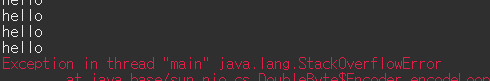 hello
hello
hello
hello
Exception in thread "main" java.lang.StackOverflowError
at java.base/sun.nio.cs.DoubleByte$Encoder.encodeLoop